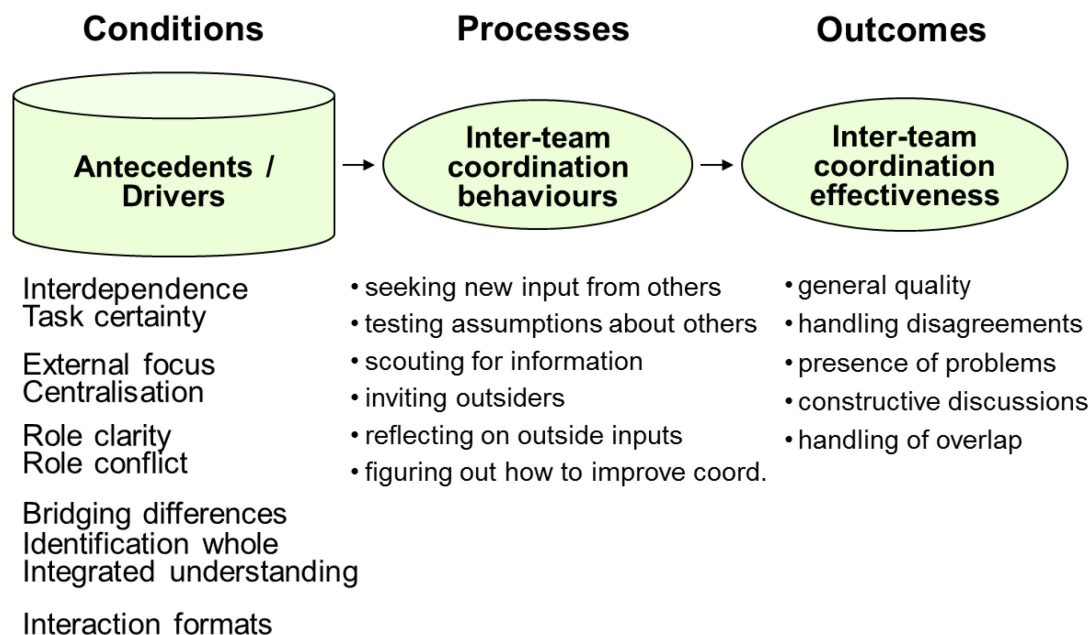 Conditions
Processes
Outcomes
Antecedents /
Drivers
Inter-team
coordination
behaviours
Inter-team
coordination
effectiveness
Interdependence
Task certainty
External focus
Centralisation
Role clarity
Role conflict
Bridging differences
Identification whole
Integrated understanding
Interaction formats
• seeking new input from others
• testing assumptions about others
• scouting for information
• inviting outsiders
• reflecting on outside inputs
• figuring out how to improve coord.
• general quality
• handling disagreements
• presence of problems
• constructive discussions
• handling of overlap